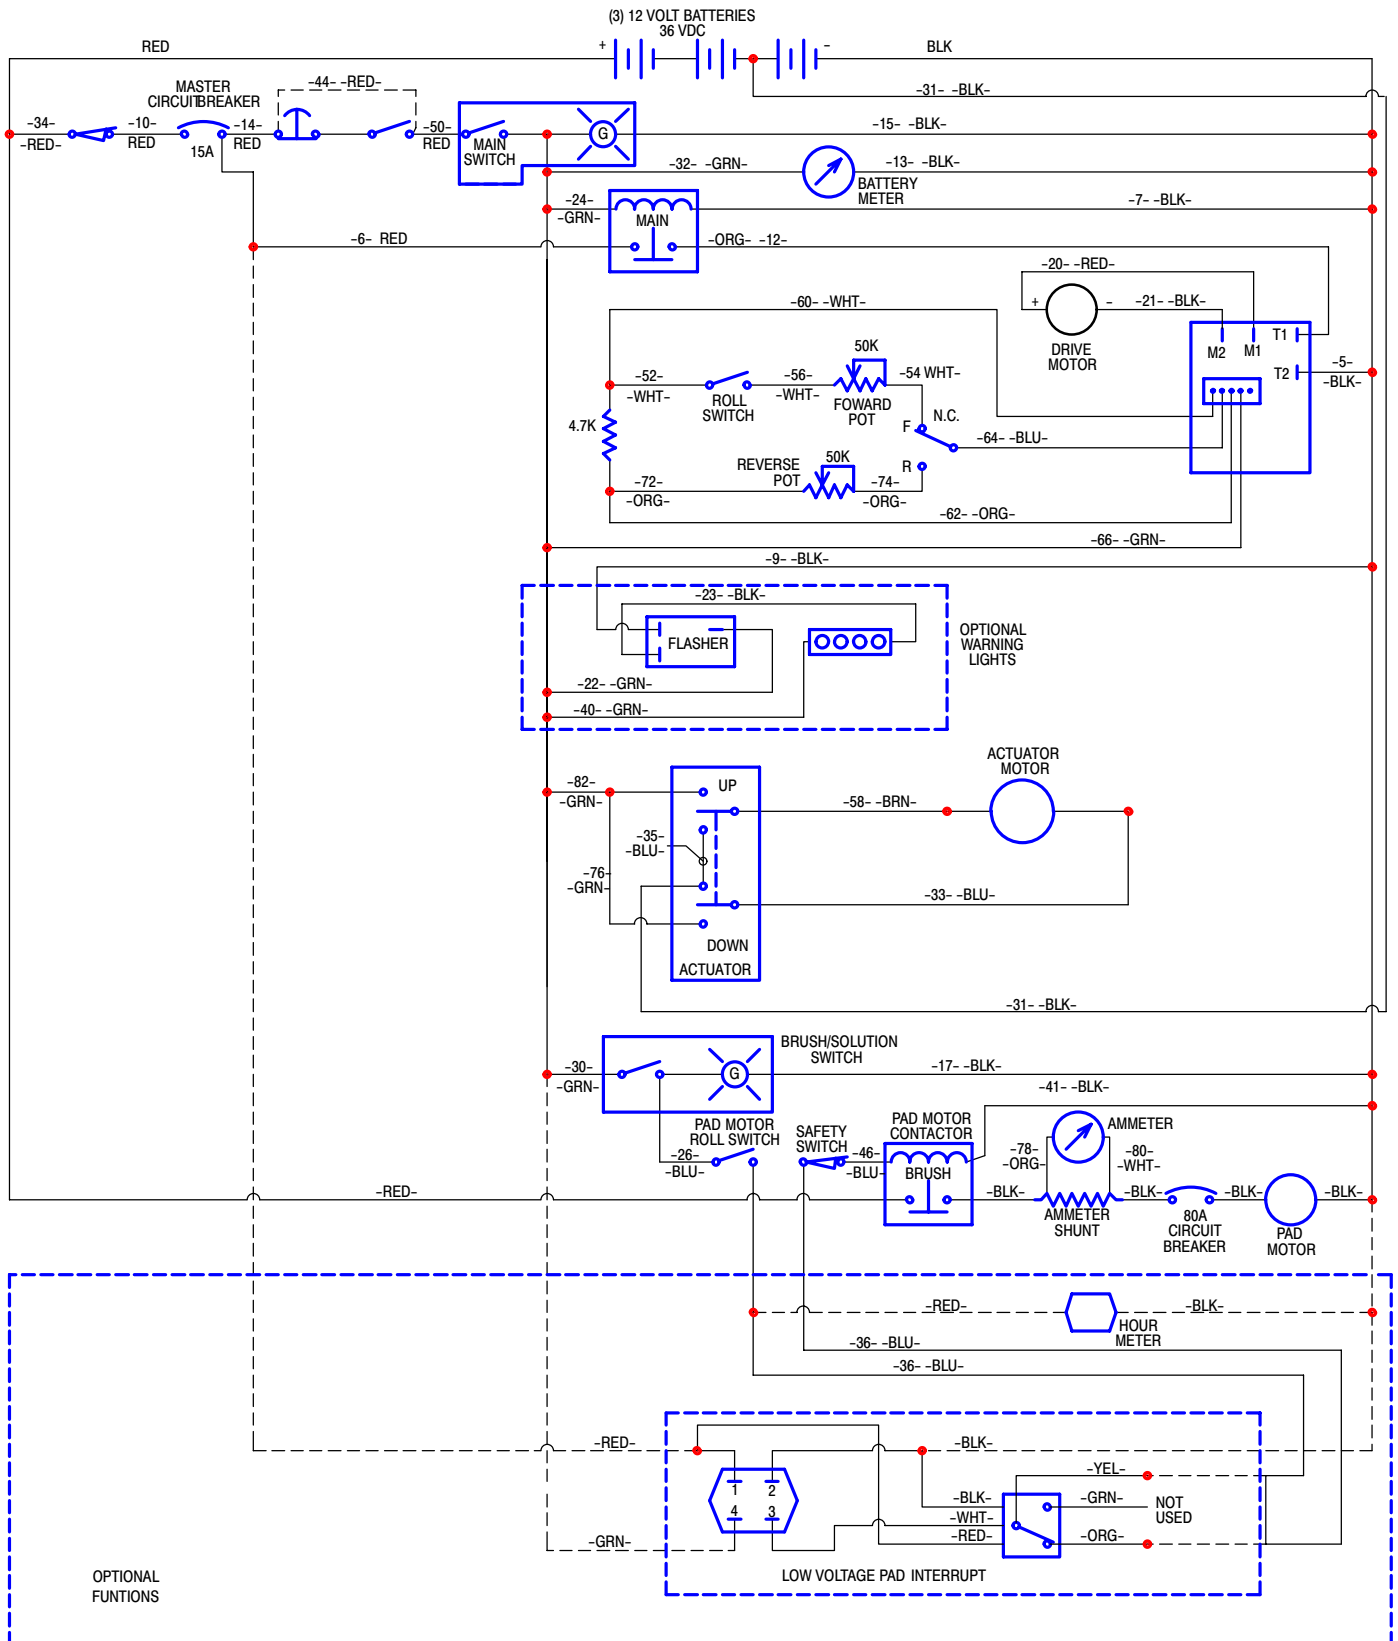 (3) 12 VOLT BATTERIES
36 VDC
RED
+
-
BLK
-31- -BLK-
-44- -RED-
MASTER
CIRCUITBREAKER
-34-
-RED-
-10-
RED
15A
-14-
RED
-50-
RED
MAIN
SWITCH
G
-15- -BLK-
-32- -GRN-
-13- -BLK-
BATTERY
METER
-24-
-GRN-
MAIN
-7- -BLK-
-6- RED
-ORG- -12-
-20- -RED-
+
-
-21- -BLK-
DRIVE
MOTOR
-60- -WHT-
M2
M1
T1
T2
-5-
-BLK-
-52-
-WHT-
ROLL
SWITCH
-56-
-WHT-
50K
FOWARD
POT
-54 WHT-
F
N.C.
4.7K
-64- -BLU-
REVERSE
POT
50K
R
-72-
-ORG-
-74-
-ORG-
-62- -ORG-
-66- -GRN-
-9- -BLK-
-23- -BLK-
FLASHER
OPTIONAL
WARNING
LIGHTS
-22- -GRN-
-40- -GRN-
ACTUATOR
MOTOR
-82-
-GRN-
UP
-58- -BRN-
-35-
-BLU-
-76-
-GRN-
-33- -BLU-
DOWN
ACTUATOR
-31- -BLK-
BRUSH/SOLUTION
SWITCH
-30-
-GRN-
G
-17- -BLK-
-41- -BLK-
PAD MOTOR
ROLL SWITCH
SAFETY
SWITCH
PAD MOTOR
CONTACTOR
AMMETER
-26-
-BLU-
-46-
-BLU-
BRUSH
-78-
-ORG-
-80-
-WHT-
-RED-
-BLK-
-BLK-
-BLK-
-BLK-
AMMETER
SHUNT
80A
CIRCUIT
BREAKER
PAD
MOTOR
-RED-
-BLK-
HOUR
METER
-36- -BLU-
-36- -BLU-
-RED-
-BLK-
1
2
4
3
-YEL-
-BLK-
-GRN-
NOT
USED
-WHT-
-RED-
-ORG-
-GRN-
LOW VOLTAGE PAD INTERRUPT
OPTIONAL
FUNTIONS